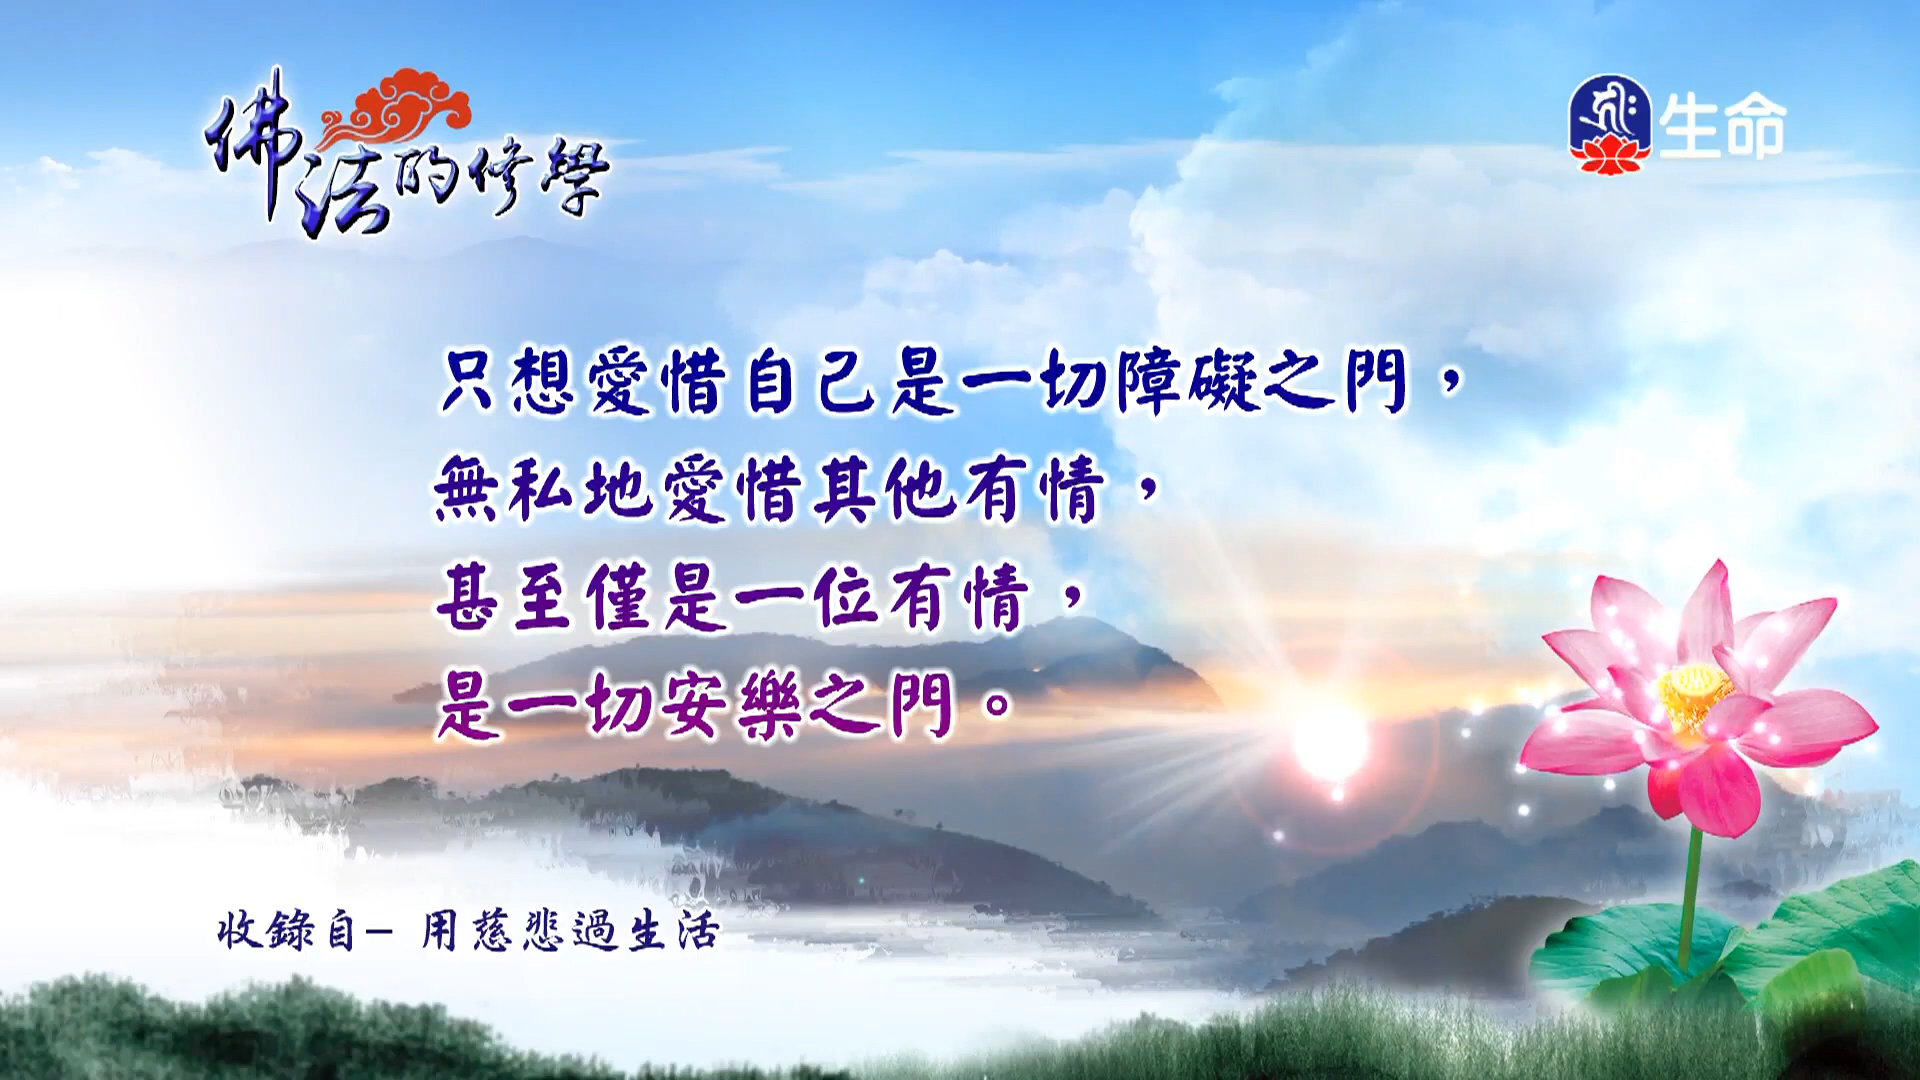 佛法的修學
生命
只想愛惜自己是一切障礙之門，
無私地愛惜其他有情，
甚至僅是一位有情，
是一切安樂之門。
收錄自－用慈悲過生活